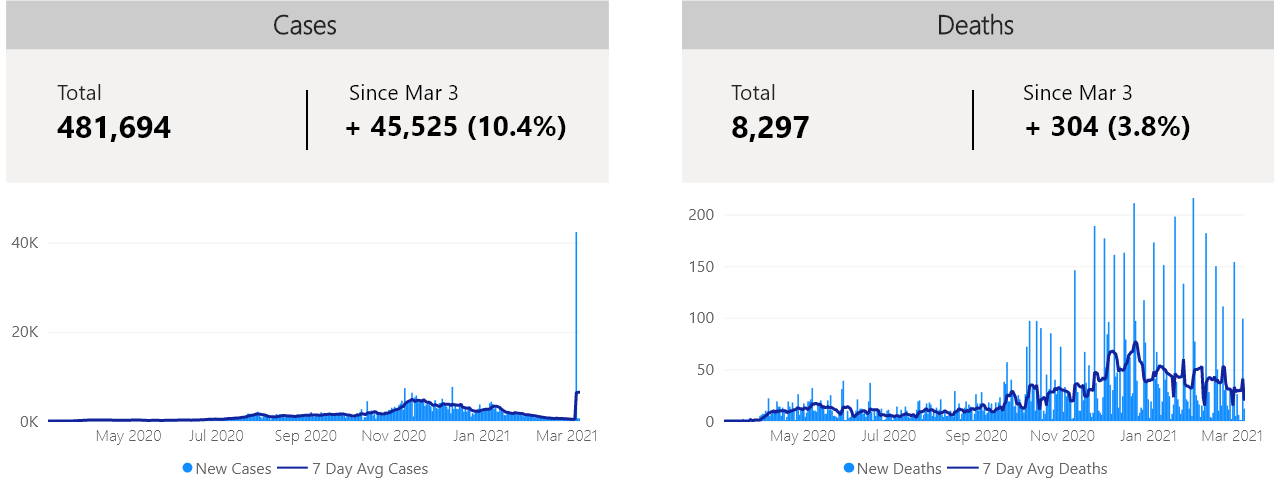 Cases
Total
481,694
Since Mar 3
+ 45,525 (10.4%)
40K
20K
0K
May 2020 Jul 2020 Sep 2020 Nov 2020 Jan 2021 Mar 2021
New Cases 7 Day Avg Cases
Deaths
Total
8,297
Since Mar 3
+ 304 (3.8%)
200
150
100
50
0
May 2020 Jul 2020 Sep 2020 Nov 2020 Jan 2021 Mar 2021
New Deaths 7 Day Avg Deaths